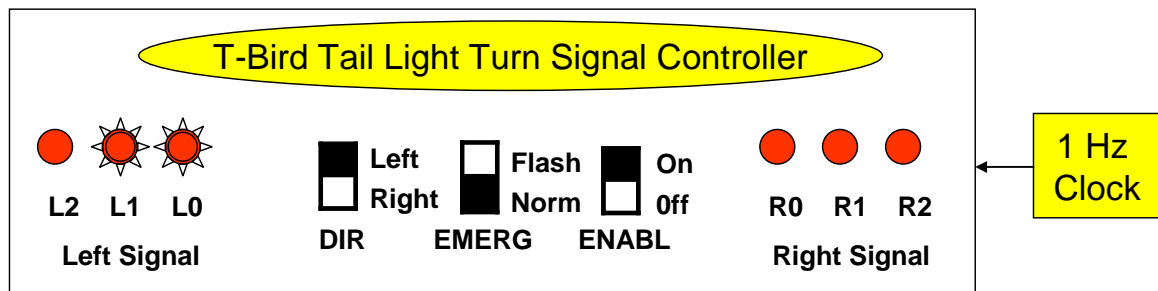 T-Bird Tail Light Turn Signal Controller
L2 L1 L0
Left
Right
DIR
Flash
Norm
EMERG
On
0ff
ENABL
R0 R1 R2
Left Signal
Right Signal
1 Hz
Clock